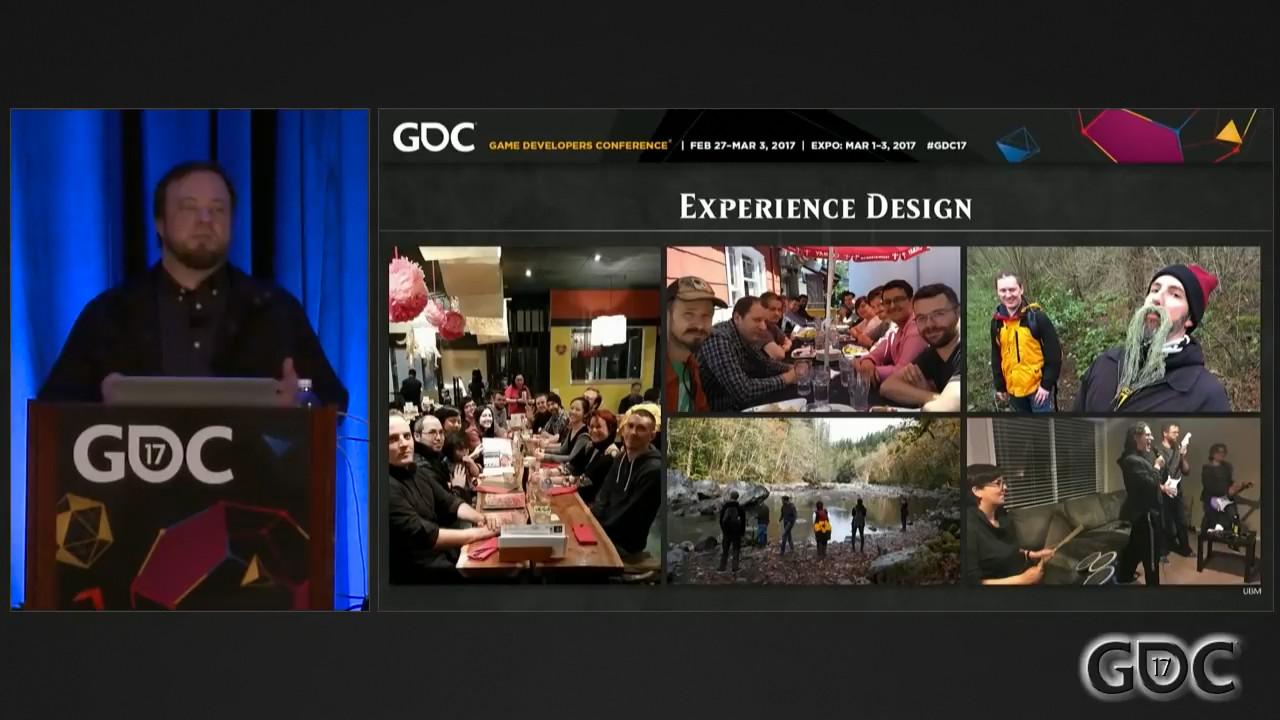 GDC
GAME DEVELOPERS CONFERENCE® | FEB 27–MAR 3, 2017 | EXPO: MAR 1–3, 2017 #GDC17
EXPERIENCE DESIGN
GDC
17
UBM
GDC
17